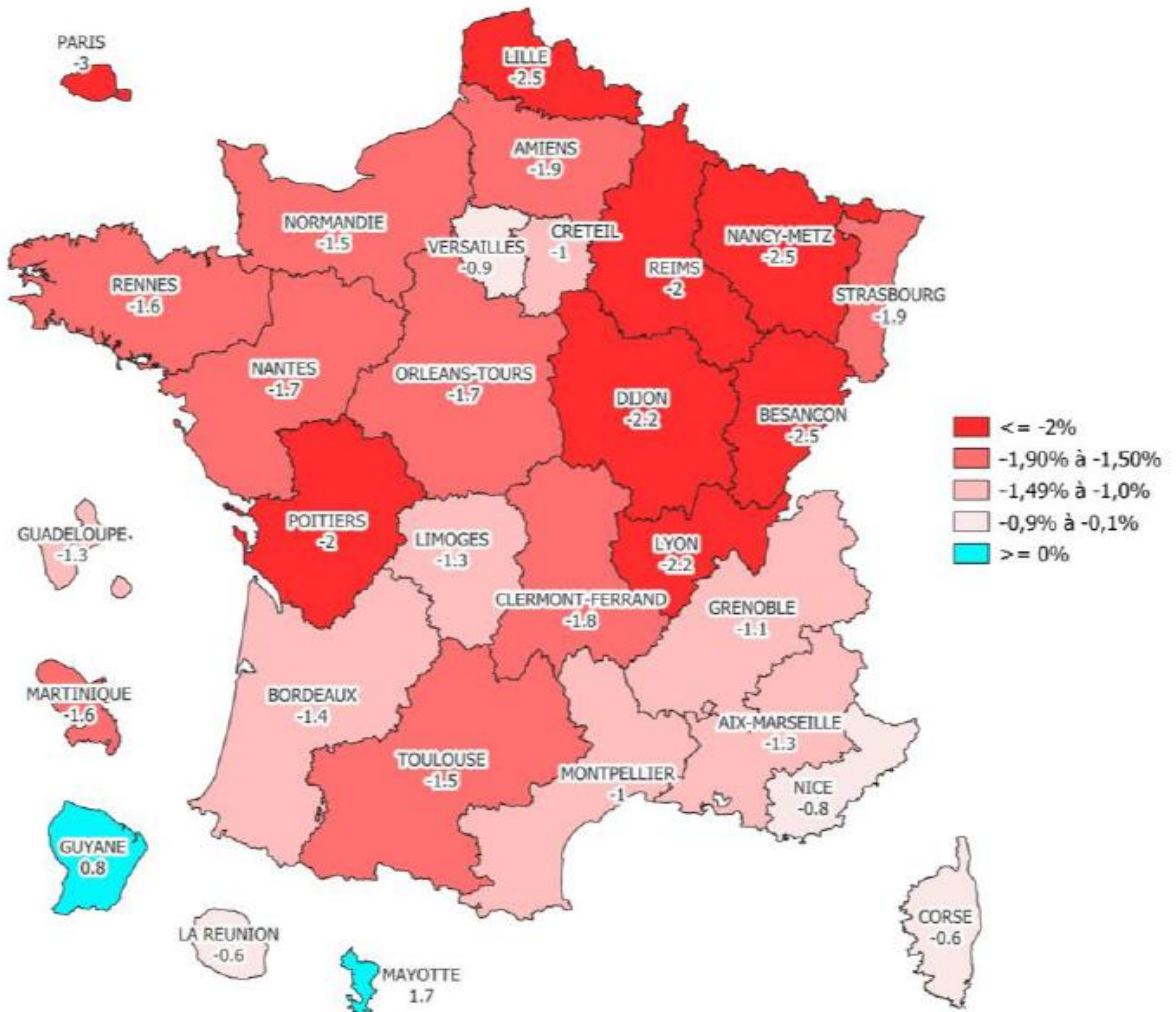 PARIS
-3
LILLE
-2.5
AMIENS
-1.9
NORMANDIE
-1.5
VERSAILLES
-0.9
CRETEIL
-1
REIMS
-2
NANCY-METZ
-2.5
STRASBOURG
-1.9
RENNES
-1.6
NANTES
-1.7
ORLEANS-TOURS
-1.7
DIJON
-2.2
BESANCON
-2.5
<= -2%
-1,90% à -1,50%
-1,49% à -1,0%
-0,9% à -0,1%
>= 0%
GUADELOUPE
-1.3
POITIERS
-2
LIMOGES
-1.3
LYON
-2.2
CLERMONT-FERRAND
-1.8
GRENOBLE
-1.1
MARTINIQUE
-1.6
BORDEAUX
-1.4
TOULOUSE
-1.5
MONTPELLIER
-1
AIX-MARSEILLE
-1.3
NICE
-0.8
GUYANE
0.8
LA REUNION
-0.6
MAYOTTE
1.7
CORSE
-0.6